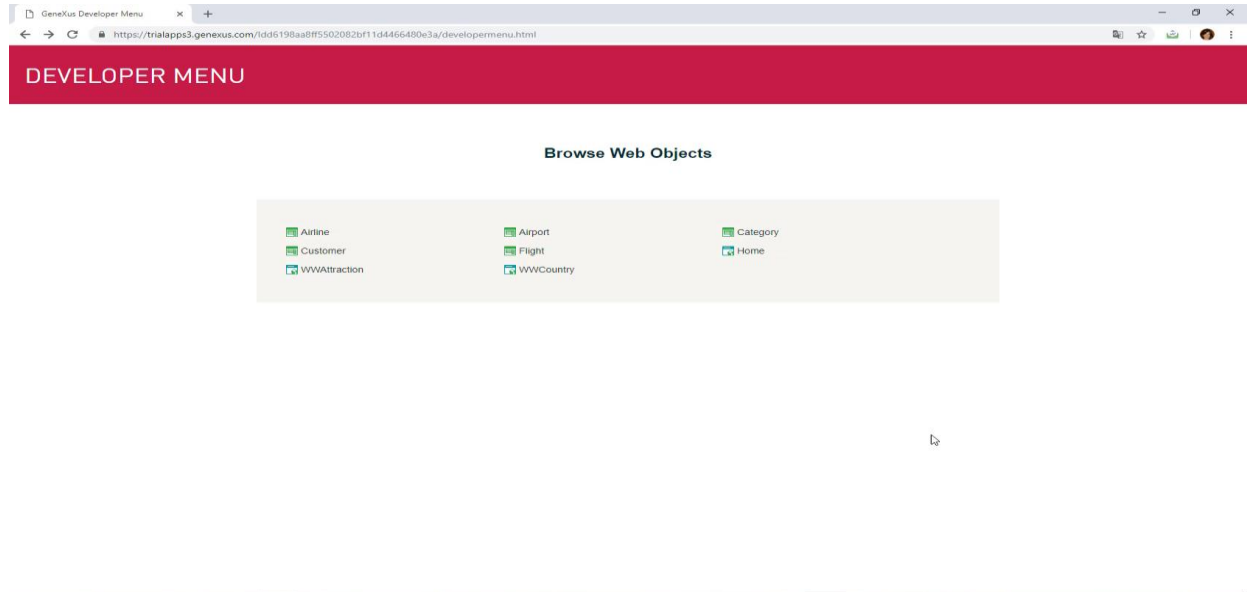 GeneXus Developer Menu
https://trialapps3.genexus.com/Idd6198aa8ff5502082bf11d4466480e3a/developermenu.html
DEVELOPER MENU
Browse Web Objects
Airline Airport Category
Customer Flight Home
WWAttraction WWCountry